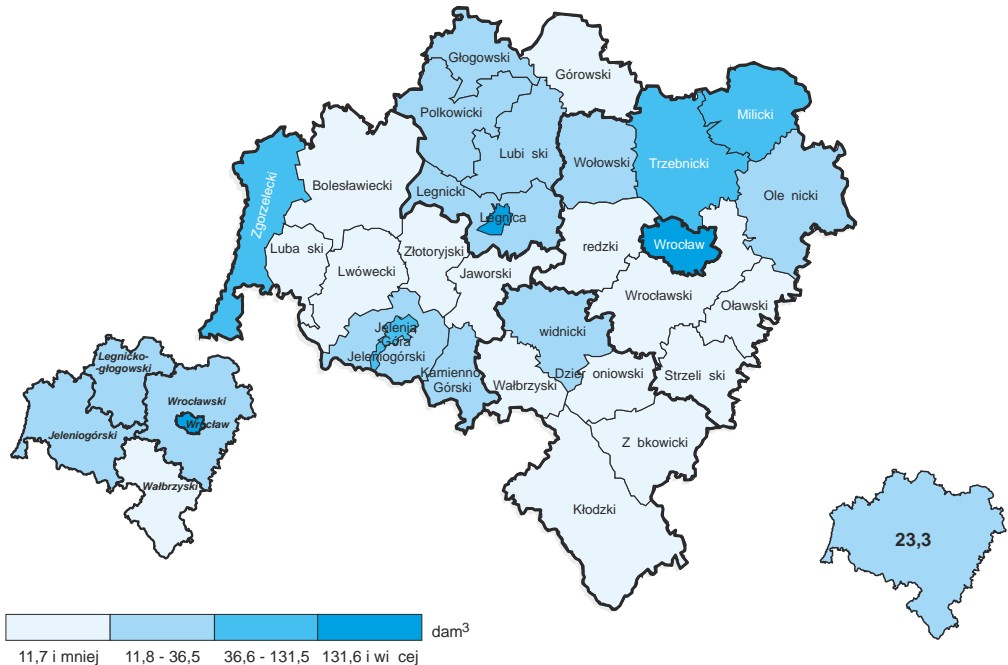 Głogowski
Górowski
Polkowicki
Milicki
Lubi ski
Wołowski
Trzebnicki
Zgorzelecki
Bolesławiecki
Legnicki
Ole nicki
Legnica
Luba ski
Złotoryjski
redzki
Wrocław
Lwówecki
Jaworski
Wrocławski
Oławski
Jelenia
Góra
widnicki
Jeleniogórski
Kamienno
Górski
Wałbrzyski
Dzier oniowski
Strzeli ski
Z bkowicki
Kłodzki
Legnicko-
-głogowski
Wrocławski
Wrocław
Jeleniogórski
Wałbrzyski
23,3
dam3
11,7 i mniej 11,8 - 36,5 36,6 - 131,5 131,6 i wi cej